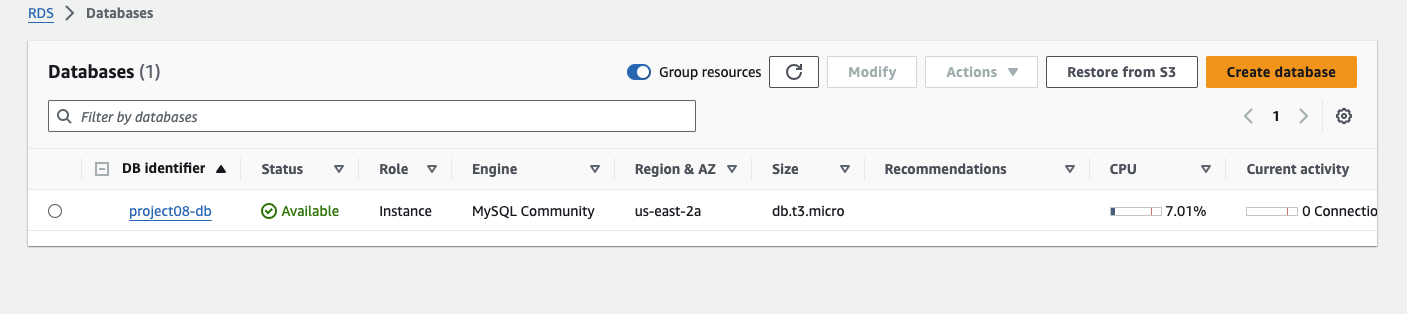 RDS > Databases
Databases (1) Group resources Modify Actions Restore from S3 Create database
Filter by databases 1
DB identifier Status Role Engine Region & AZ Size Recommendations CPU Current activity
project08-db Available Instance MySQL Community us-east-2a db.t3.micro 7.01% 0 Connectio